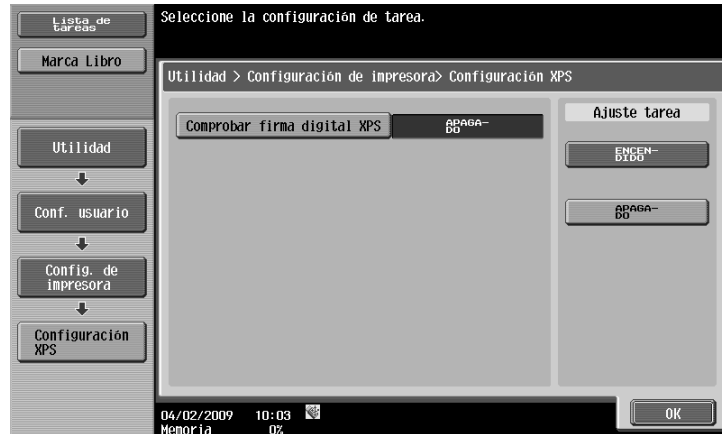 Lista de
tareas
Seleccione la configuración de tarea.
Marca Libro
Utilidad > Configuración de impresora> Configuración XPS
Comprobar firma digital XPS
APAGA-
DO
Ajuste tarea
ENCEN-
DIDO
APAGA-
DO
Utilidad
Conf. usuario
Config. de
impresora
Configuración
XPS
04/02/2009 10:03
Memoria 0%
OK